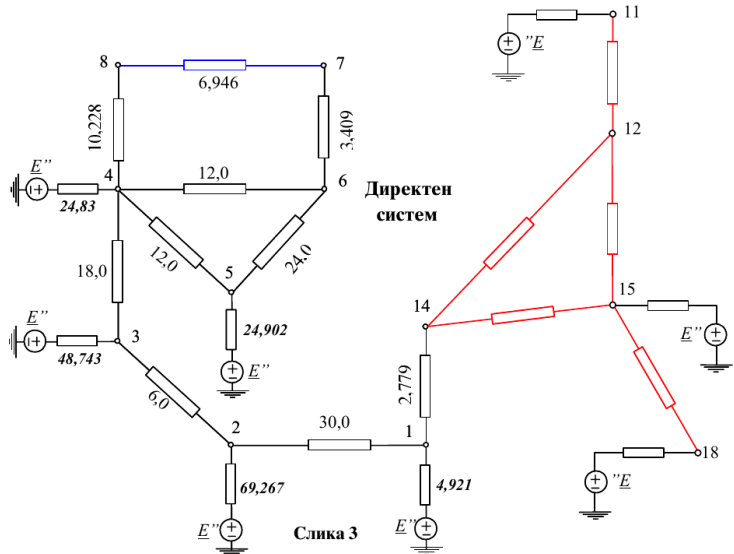 11
"E
8
7
6,946
10,228
3,409
12
E"
4
12,0
6
24,83
Директен
систем
12,0
24,0
18,0
5
15
14
E"
3
24,902
48,743
E"
E"
2,779
6,0
2
30,0
1
18
69,267
4,921
"E
E"
Слика 3
E"